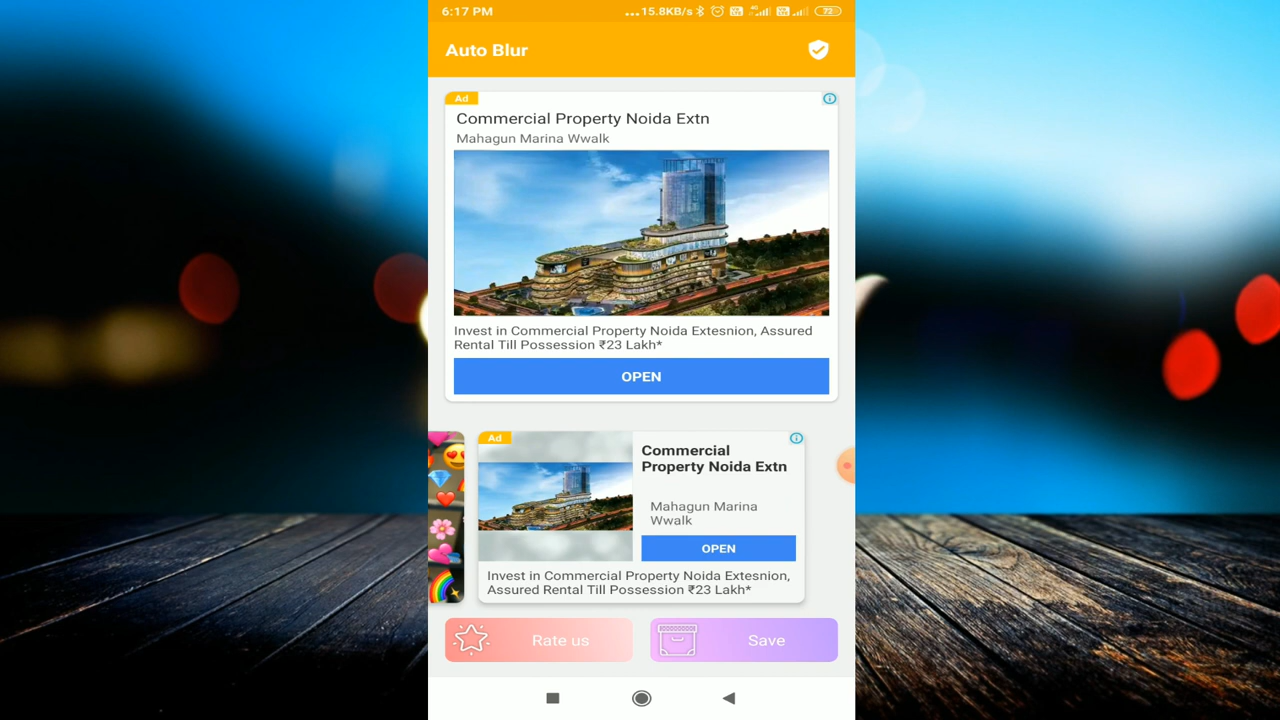 6:17 PM
...15.8KB/s
4G
72
Auto Blur
Ad
Commercial Property Noida Extn
Mahagun Marina Wwalk
Invest in Commercial Property Noida Extesnion, Assured
Rental Till Possession ₹23 Lakh*
OPEN
Ad
Commercial
Property Noida Extn
Mahagun Marina
Wwalk
OPEN
Invest in Commercial Property Noida Extesnion,
Assured Rental Till Possession ₹23 Lakh*
Rate us
Save